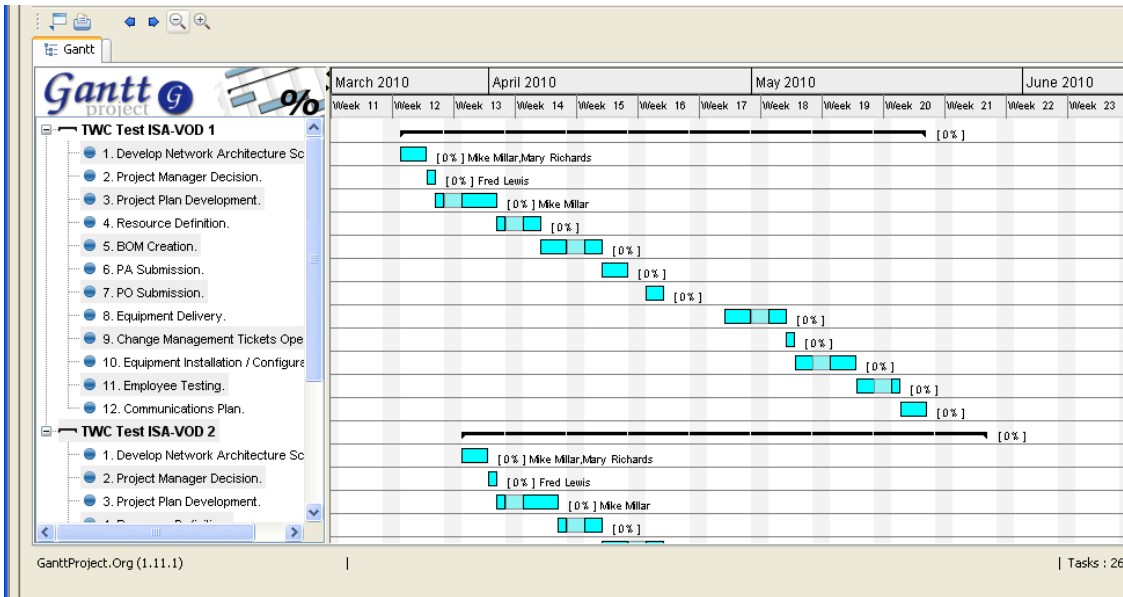 Gantt
Gantt G
project
%
March 2010 April 2010 May 2010 June 2010
Week 11 Week 12 Week 13 Week 14 Week 15 Week 16 Week 17 Week 18 Week 19 Week 20 Week 21 Week 22 Week 23
TWC Test ISA-VOD 1 [0%]
1. Develop Network Architecture Sc [0%] Mike Millar,Mary Richards
2. Project Manager Decision. [0%] Fred Lewis
3. Project Plan Development. [0%] Mike Millar
4. Resource Definition. [0%]
5. BOM Creation. [0%]
6. PA Submission. [0%]
7. PO Submission. [0%]
8. Equipment Delivery. [0%]
9. Change Management Tickets Ope [0%]
10. Equipment Installation / Configura [0%]
11. Employee Testing. [0%]
12. Communications Plan. [0%]
TWC Test ISA-VOD 2 [0%]
1. Develop Network Architecture Sc [0%] Mike Millar,Mary Richards
2. Project Manager Decision. [0%] Fred Lewis
3. Project Plan Development. [0%] Mike Millar
[0%]
GanttProject.Org (1.11.1) | | Tasks : 26